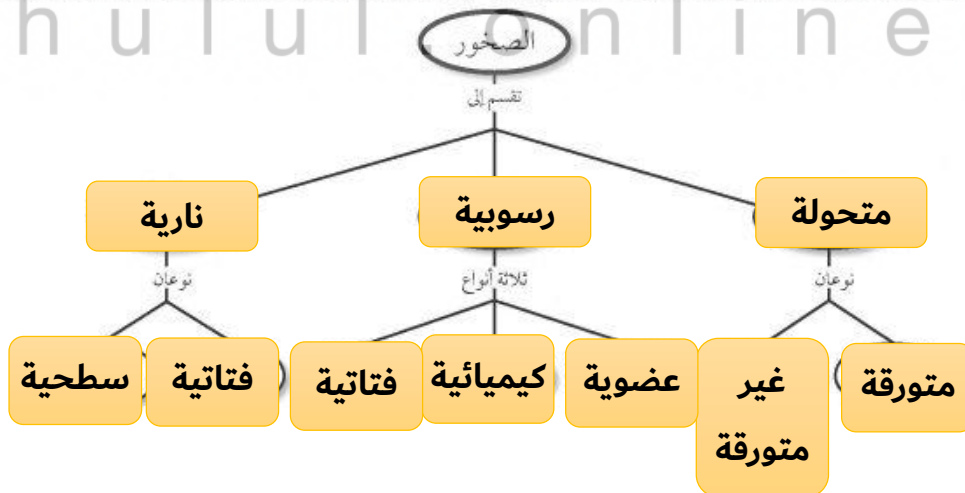 hulul.online
الصخور
تقسم إلى
متحولة
رسوبية
نارية
نوعان
ثلاثة أنواع
نوعان
متورقة
غير
متورقة
عضوية
كيميائية
فتاتية
فتاتية
سطحية